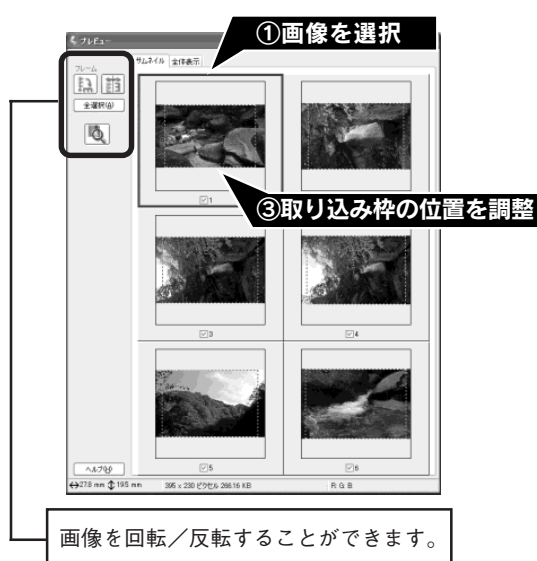 ①画像を選択
プレビュー
サムネイル 全体表示
フレーム
全選択(A)
1
③取り込み枠の位置を調整
3
4
5
6
ヘルプ(H)
27.8 mm 19.5 mm 395 x 230 ピクセル 266.16 KB R: G: B:
画像を回転／反転することができます。